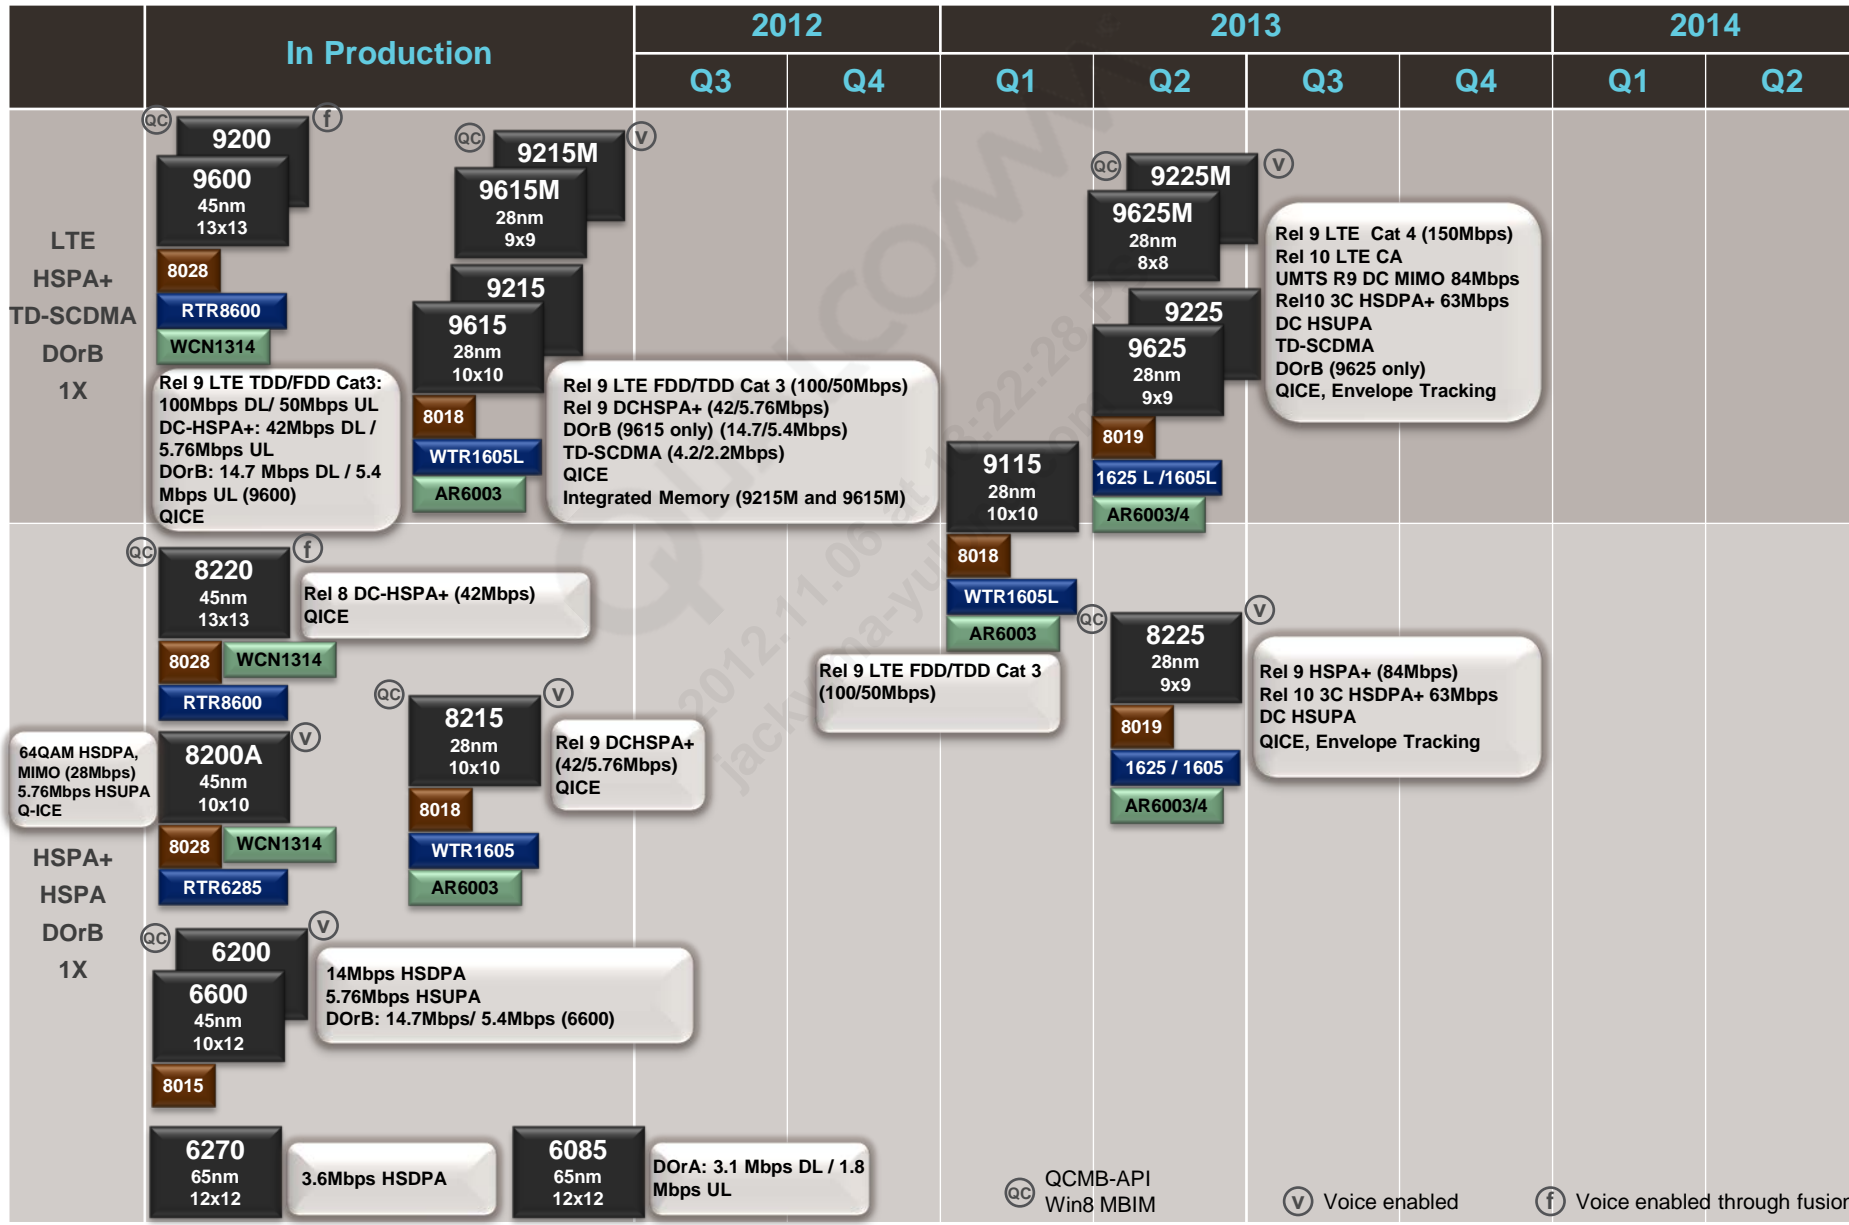 In Production
2012
2013
2014
Q3
Q4
Q1
Q2
Q3
Q4
Q1
Q2
LTE
HSPA+
TD-SCDMA
DOrB
1X
QC
f
9200
9600
45nm
13x13
8028
RTR8600
WCN1314
Rel 9 LTE TDD/FDD Cat3:
100Mbps DL/ 50Mbps UL
DC-HSPA+: 42Mbps DL /
5.76Mbps UL
DOrB: 14.7 Mbps DL / 5.4
Mbps UL (9600)
QICE
QC
V
9215M
9615M
28nm
9x9
9215
9615
28nm
10x10
8018
WTR1605L
AR6003
Rel 9 LTE FDD/TDD Cat 3 (100/50Mbps)
Rel 9 DCHSPA+ (42/5.76Mbps)
DOrB (9615 only) (14.7/5.4Mbps)
TD-SCDMA (4.2/2.2Mbps)
QICE
Integrated Memory (9215M and 9615M)
9115
28nm
10x10
8018
WTR1605L
AR6003
Rel 9 LTE FDD/TDD Cat 3
(100/50Mbps)
QC
V
9225M
9625M
28nm
8x8
9225
9625
28nm
9x9
8019
1625 L /1605L
AR6003/4
Rel 9 LTE  Cat 4 (150Mbps)
Rel 10 LTE CA
UMTS R9 DC MIMO 84Mbps
Rel10 3C HSDPA+ 63Mbps
DC HSUPA
TD-SCDMA
DOrB (9625 only)
QICE, Envelope Tracking
HSPA+
HSPA
DOrB
1X
QC
f
8220
45nm
13x13
8028
WCN1314
RTR8600
Rel 8 DC-HSPA+ (42Mbps)
QICE
64QAM HSDPA,
MIMO (28Mbps)
5.76Mbps HSUPA
Q-ICE
V
8200A
45nm
10x10
8028
WCN1314
RTR6285
QC
V
8215
28nm
10x10
8018
WTR1605
AR6003
Rel 9 DCHSPA+
(42/5.76Mbps)
QICE
QC
V
8225
28nm
9x9
8019
1625 / 1605
AR6003/4
Rel 9 HSPA+ (84Mbps)
Rel 10 3C HSDPA+ 63Mbps
DC HSUPA
QICE, Envelope Tracking
QC
V
6200
6600
45nm
10x12
8015
14Mbps HSDPA
5.76Mbps HSUPA
DOrB: 14.7Mbps/ 5.4Mbps (6600)
6270
65nm
12x12
3.6Mbps HSDPA
6085
65nm
12x12
DOrA: 3.1 Mbps DL / 1.8
Mbps UL
QC
QCMB-API
Win8 MBIM
V Voice enabled
f Voice enabled through fusion